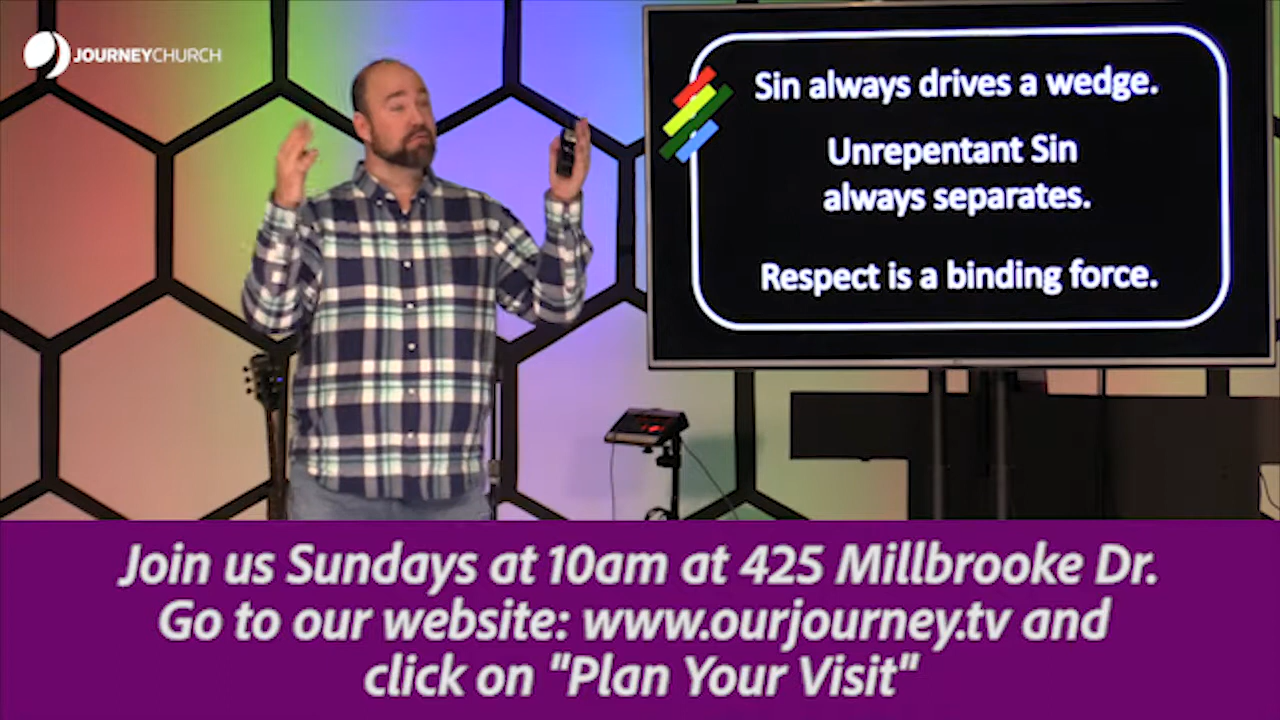 JOURNEYCHURCH
Sin always drives a wedge.
Unrepentant Sin
always separates.
Respect is a binding force.
Join us Sundays at 10am at 425 Millbrooke Dr.
Go to our website: www.ourjourney.tv and
click on "Plan Your Visit"